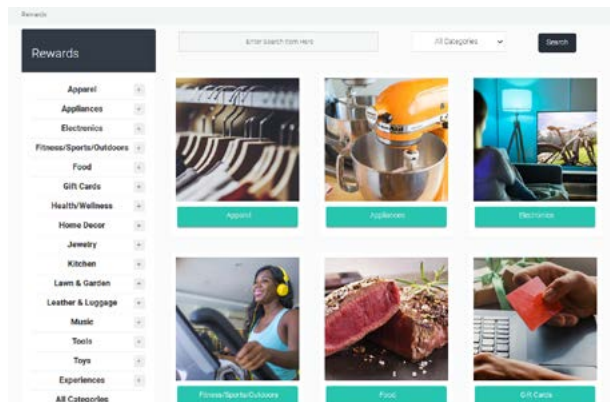 Rewards
Rewards
Enter Search Item Here
All Categories
Search
Apparel
Appliances
Electronics
Fitness/Sports/Outdoors
Food
Gift Cards
Health/Wellness
Home Decor
Jewelry
Kitchen
Lawn & Garden
Leather & Luggage
Music
Tools
Toys
Experiences
All Categories
Apparel
Appliances
Electronics
Fitness/Sports/Outdoors
Food
Gift Cards